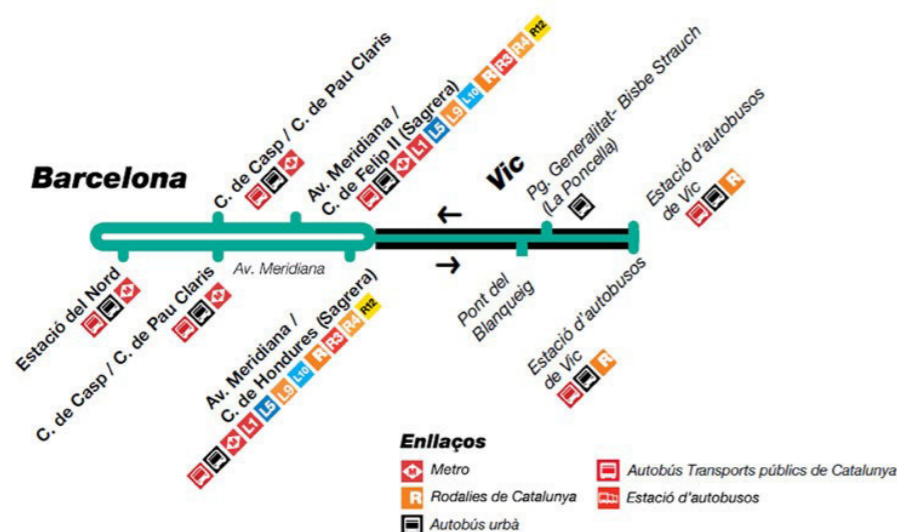 Barcelona
Vic
C. de Casp / C. de Pau Claris
M
Av. Meridiana /
C. de Felip II (Sagrera)
M L1 L5 L9 L10 R R3 R4 R12
Pg. Generalitat- Bisbe Strauch
(La Poncella)
Estació d'autobusos
de Vic
R
Estació del Nord
M
C. de Casp / C. de Pau Claris
M
Av. Meridiana
Av. Meridiana /
C. de Hondures (Sagrera)
M L1 L5 L9 L10 R R3 R4 R12
Pont del
Blanqueig
Estació d'autobusos
de Vic
R
Enllaços
M Metro
R Rodalies de Catalunya
Autobús urbà
Autobús Transports públics de Catalunya
Estació d'autobusos